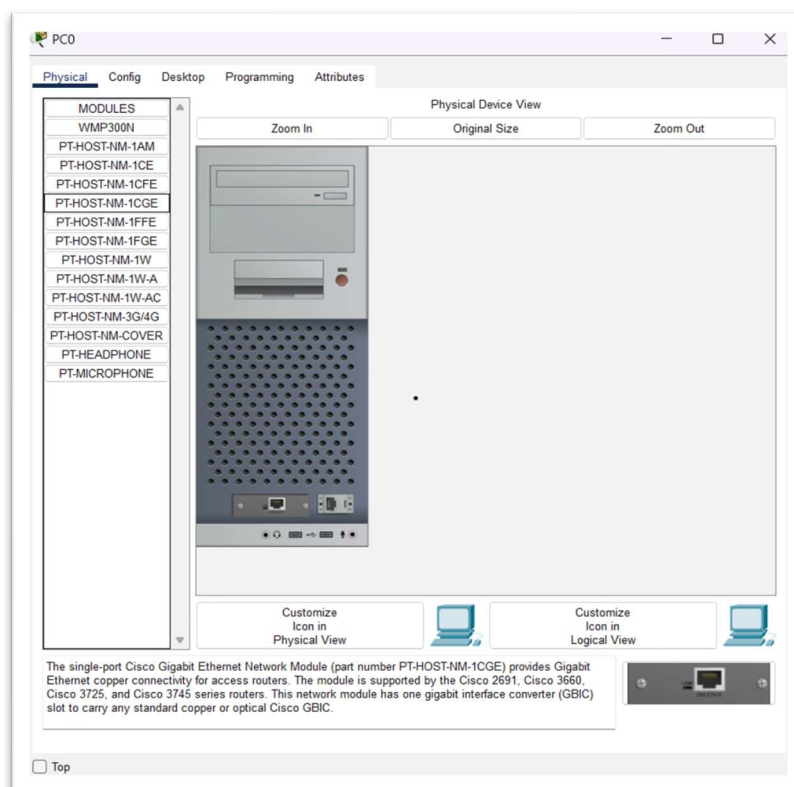 PC0
Physical Config Desktop Programming Attributes
MODULES
WMP300N
PT-HOST-NM-1AM
PT-HOST-NM-1CE
PT-HOST-NM-1CFE
PT-HOST-NM-1CGE
PT-HOST-NM-1FFE
PT-HOST-NM-1FGE
PT-HOST-NM-1W
PT-HOST-NM-1W-A
PT-HOST-NM-1W-AC
PT-HOST-NM-3G/4G
PT-HOST-NM-COVER
PT-HEADPHONE
PT-MICROPHONE
Physical Device View
Zoom In Original Size Zoom Out
Customize
Icon in
Physical View
Customize
Icon in
Logical View
The single-port Cisco Gigabit Ethernet Network Module (part number PT-HOST-NM-1CGE) provides Gigabit
Ethernet copper connectivity for access routers. The module is supported by the Cisco 2691, Cisco 3660,
Cisco 3725, and Cisco 3745 series routers. This network module has one gigabit interface converter (GBIC)
slot to carry any standard copper or optical Cisco GBIC.
Top